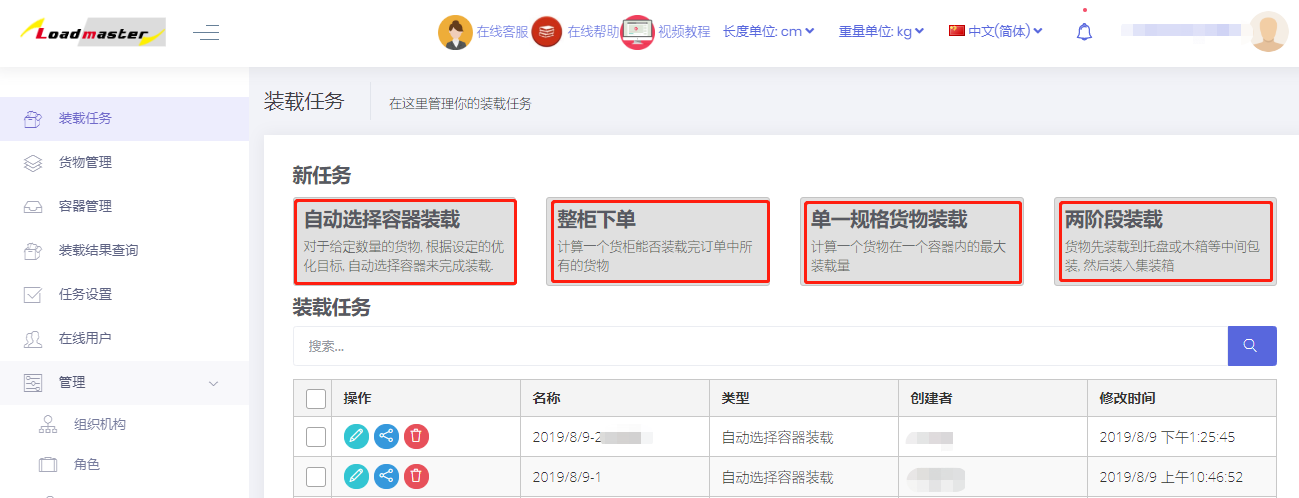 Loadmaster
在线客服
在线帮助
视频教程
长度单位: cm
重量单位: kg
中文(简体)
装载任务
货物管理
容器管理
装载结果查询
任务设置
在线用户
管理
组织机构
角色
装载任务
在这里管理你的装载任务
新任务
自动选择容器装载
对于给定数量的货物, 根据设定的优
化目标, 自动选择容器来完成装载.
整柜下单
计算一个货柜能否装载完订单中所
有的货物
单一规格货物装载
计算一个货物在一个容器内的最大
装载量
两阶段装载
货物先装载到托盘或木箱等中间包
装, 然后装入集装箱
装载任务
搜索...
操作 名称 类型 创建者 修改时间
2019/8/9-2 自动选择容器装载 2019/8/9 下午1:25:45
2019/8/9-1 自动选择容器装载 2019/8/9 上午10:46:52